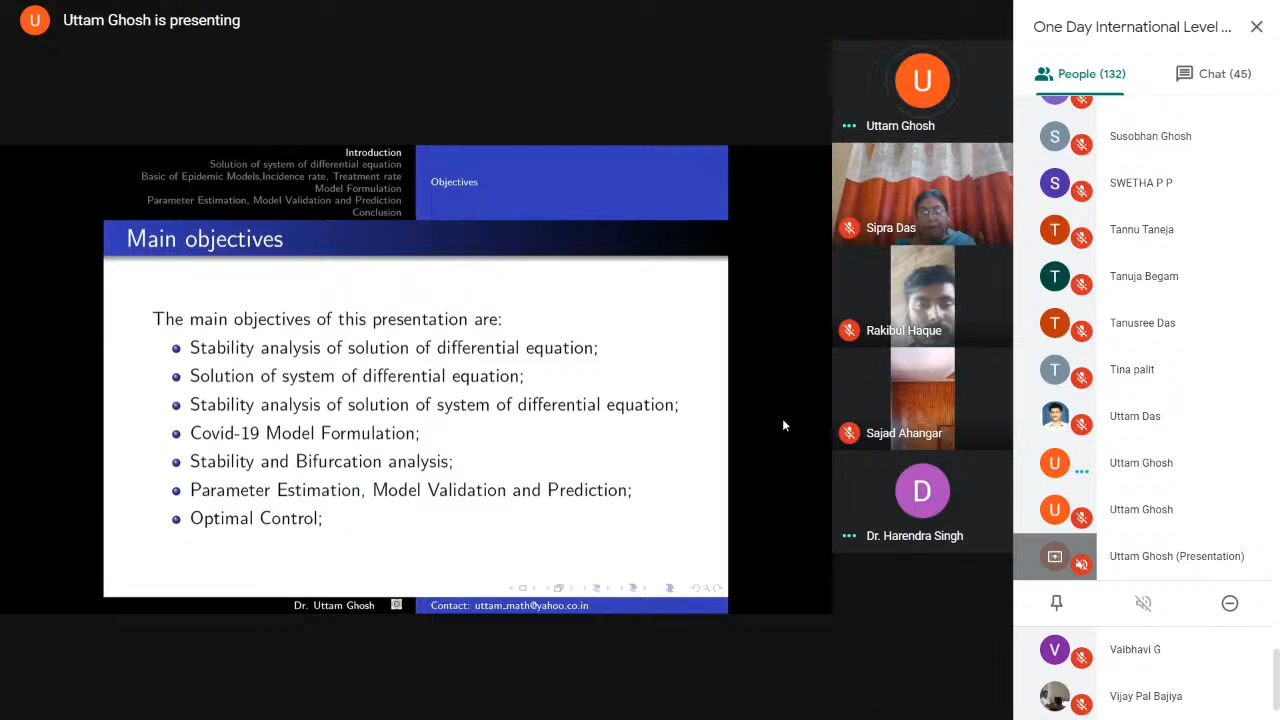 U
Uttam Ghosh is presenting
Introduction
Solution of system of differential equation
Basic of Epidemic Models,Incidence rate, Treatment rate
Model Formulation
Parameter Estimation, Model Validation and Prediction
Conclusion
Objectives
Main objectives
The main objectives of this presentation are:
Stability analysis of solution of differential equation;
Solution of system of differential equation;
Stability analysis of solution of system of differential equation;
Covid-19 Model Formulation;
Stability and Bifurcation analysis;
Parameter Estimation, Model Validation and Prediction;
Optimal Control;
Dr. Uttam Ghosh
Contact: uttam_math@yahoo.co.in
U
Uttam Ghosh
Sipra Das
Rakibul Haque
Sajad Ahangar
D
Dr. Harendra Singh
One Day International Level ...
People (132)
Chat (45)
S
Susobhan Ghosh
S
SWETHA P P
T
Tannu Taneja
T
Tanuja Begam
T
Tanusree Das
T
Tina palit
Uttam Das
U
Uttam Ghosh
U
Uttam Ghosh
Uttam Ghosh (Presentation)
V
Vaibhavi G
Vijay Pal Bajiya